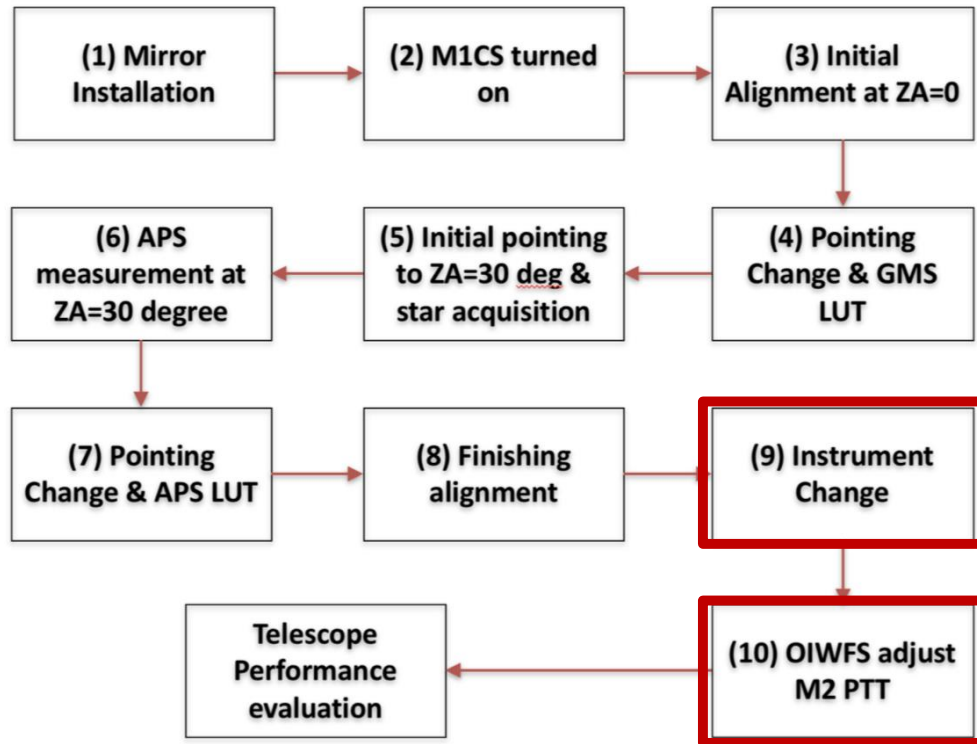 (1) Mirror
Installation
(2) M1CS turned
on
(3) Initial
Alignment at ZA=0
(4) Pointing
Change & GMS
LUT
(5) Initial pointing
to ZA=30 deg &
star acquisition
(6) APS
measurement at
ZA=30 degree
(7) Pointing
Change & APS LUT
(8) Finishing
alignment
(9) Instrument
Change
(10) OIWFS adjust
M2 PTT
Telescope
Performance
evaluation